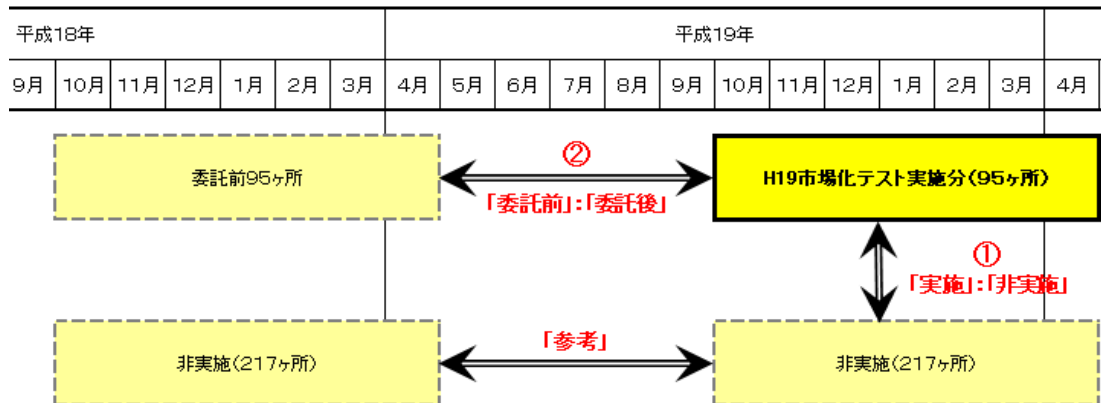 平成18年 平成19年
9月 10月 11月 12月 1月 2月 3月 4月 5月 6月 7月 8月 9月 10月 11月 12月 1月 2月 3月 4月
委託前95ヶ所
②
「委託前」:「委託後」
H19市場化テスト実施分(95ヶ所)
①
「実施」:「非実施」
非実施(217ヶ所)
「参考」
非実施(217ヶ所)